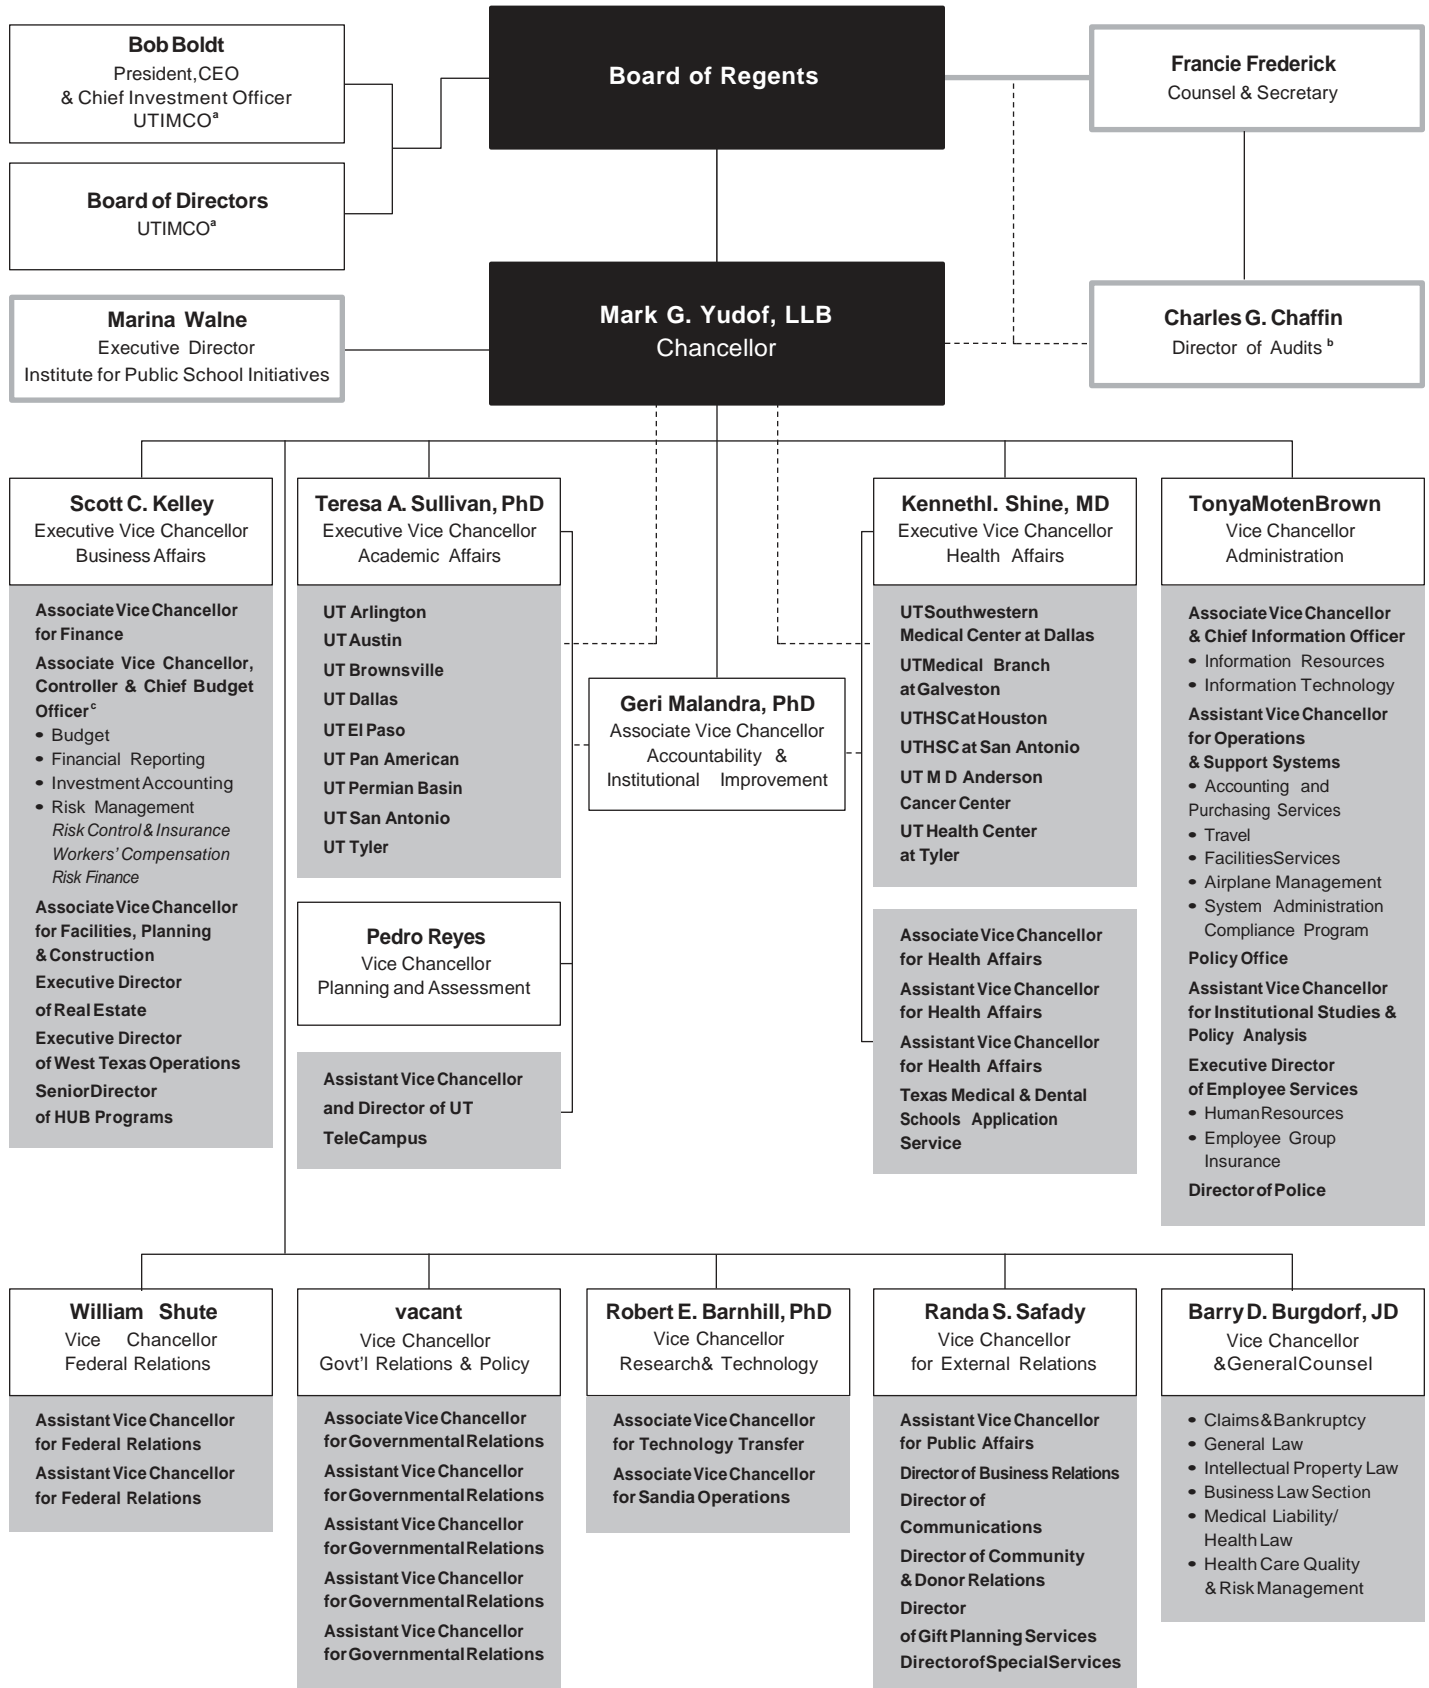 Bob Boldt
President, CEO
& Chief Investment Officer
UTIMCOᵃ
Board of Directors
UTIMCOᵃ
Board of Regents
Francie Frederick
Counsel & Secretary
Marina Walne
Executive Director
Institute for Public School Initiatives
Mark G. Yudof, LLB
Chancellor
Charles G. Chaffin
Director of Audits ᵇ
Scott C. Kelley
Executive Vice Chancellor
Business Affairs
Associate Vice Chancellor
for Finance
Associate Vice Chancellor,
Controller & Chief Budget
Officerᶜ
• Budget
• Financial Reporting
• Investment Accounting
• Risk Management
Risk Control & Insurance
Workers' Compensation
Risk Finance
Associate Vice Chancellor
for Facilities, Planning
& Construction
Executive Director
of Real Estate
Executive Director
of West Texas Operations
Senior Director
of HUB Programs
Teresa A. Sullivan, PhD
Executive Vice Chancellor
Academic Affairs
UT Arlington
UT Austin
UT Brownsville
UT Dallas
UT El Paso
UT Pan American
UT Permian Basin
UT San Antonio
UT Tyler
Pedro Reyes
Vice Chancellor
Planning and Assessment
Assistant Vice Chancellor
and Director of UT
TeleCampus
Geri Malandra, PhD
Associate Vice Chancellor
Accountability &
Institutional Improvement
Kenneth I. Shine, MD
Executive Vice Chancellor
Health Affairs
UT Southwestern
Medical Center at Dallas
UT Medical Branch
at Galveston
UTHSC at Houston
UTHSC at San Antonio
UT M D Anderson
Cancer Center
UT Health Center
at Tyler
Associate Vice Chancellor
for Health Affairs
Assistant Vice Chancellor
for Health Affairs
Assistant Vice Chancellor
for Health Affairs
Texas Medical & Dental
Schools Application
Service
Tonya Moten Brown
Vice Chancellor
Administration
Associate Vice Chancellor
& Chief Information Officer
• Information Resources
• Information Technology
Assistant Vice Chancellor
for Operations
& Support Systems
• Accounting and
Purchasing Services
• Travel
• Facilities Services
• Airplane Management
• System Administration
Compliance Program
Policy Office
Assistant Vice Chancellor
for Institutional Studies &
Policy Analysis
Executive Director
of Employee Services
• Human Resources
• Employee Group
Insurance
Director of Police
William Shute
Vice Chancellor
Federal Relations
Assistant Vice Chancellor
for Federal Relations
Assistant Vice Chancellor
for Federal Relations
vacant
Vice Chancellor
Govt'l Relations & Policy
Associate Vice Chancellor
for Governmental Relations
Assistant Vice Chancellor
for Governmental Relations
Assistant Vice Chancellor
for Governmental Relations
Assistant Vice Chancellor
for Governmental Relations
Assistant Vice Chancellor
for Governmental Relations
Robert E. Barnhill, PhD
Vice Chancellor
Research & Technology
Associate Vice Chancellor
for Technology Transfer
Associate Vice Chancellor
for Sandia Operations
Randa S. Safady
Vice Chancellor
for External Relations
Assistant Vice Chancellor
for Public Affairs
Director of Business Relations
Director of
Communications
Director of Community
& Donor Relations
Director
of Gift Planning Services
Director of Special Services
Barry D. Burgdorf, JD
Vice Chancellor
& General Counsel
• Claims & Bankruptcy
• General Law
• Intellectual Property Law
• Business Law Section
• Medical Liability/
Health Law
• Health Care Quality
& Risk Management